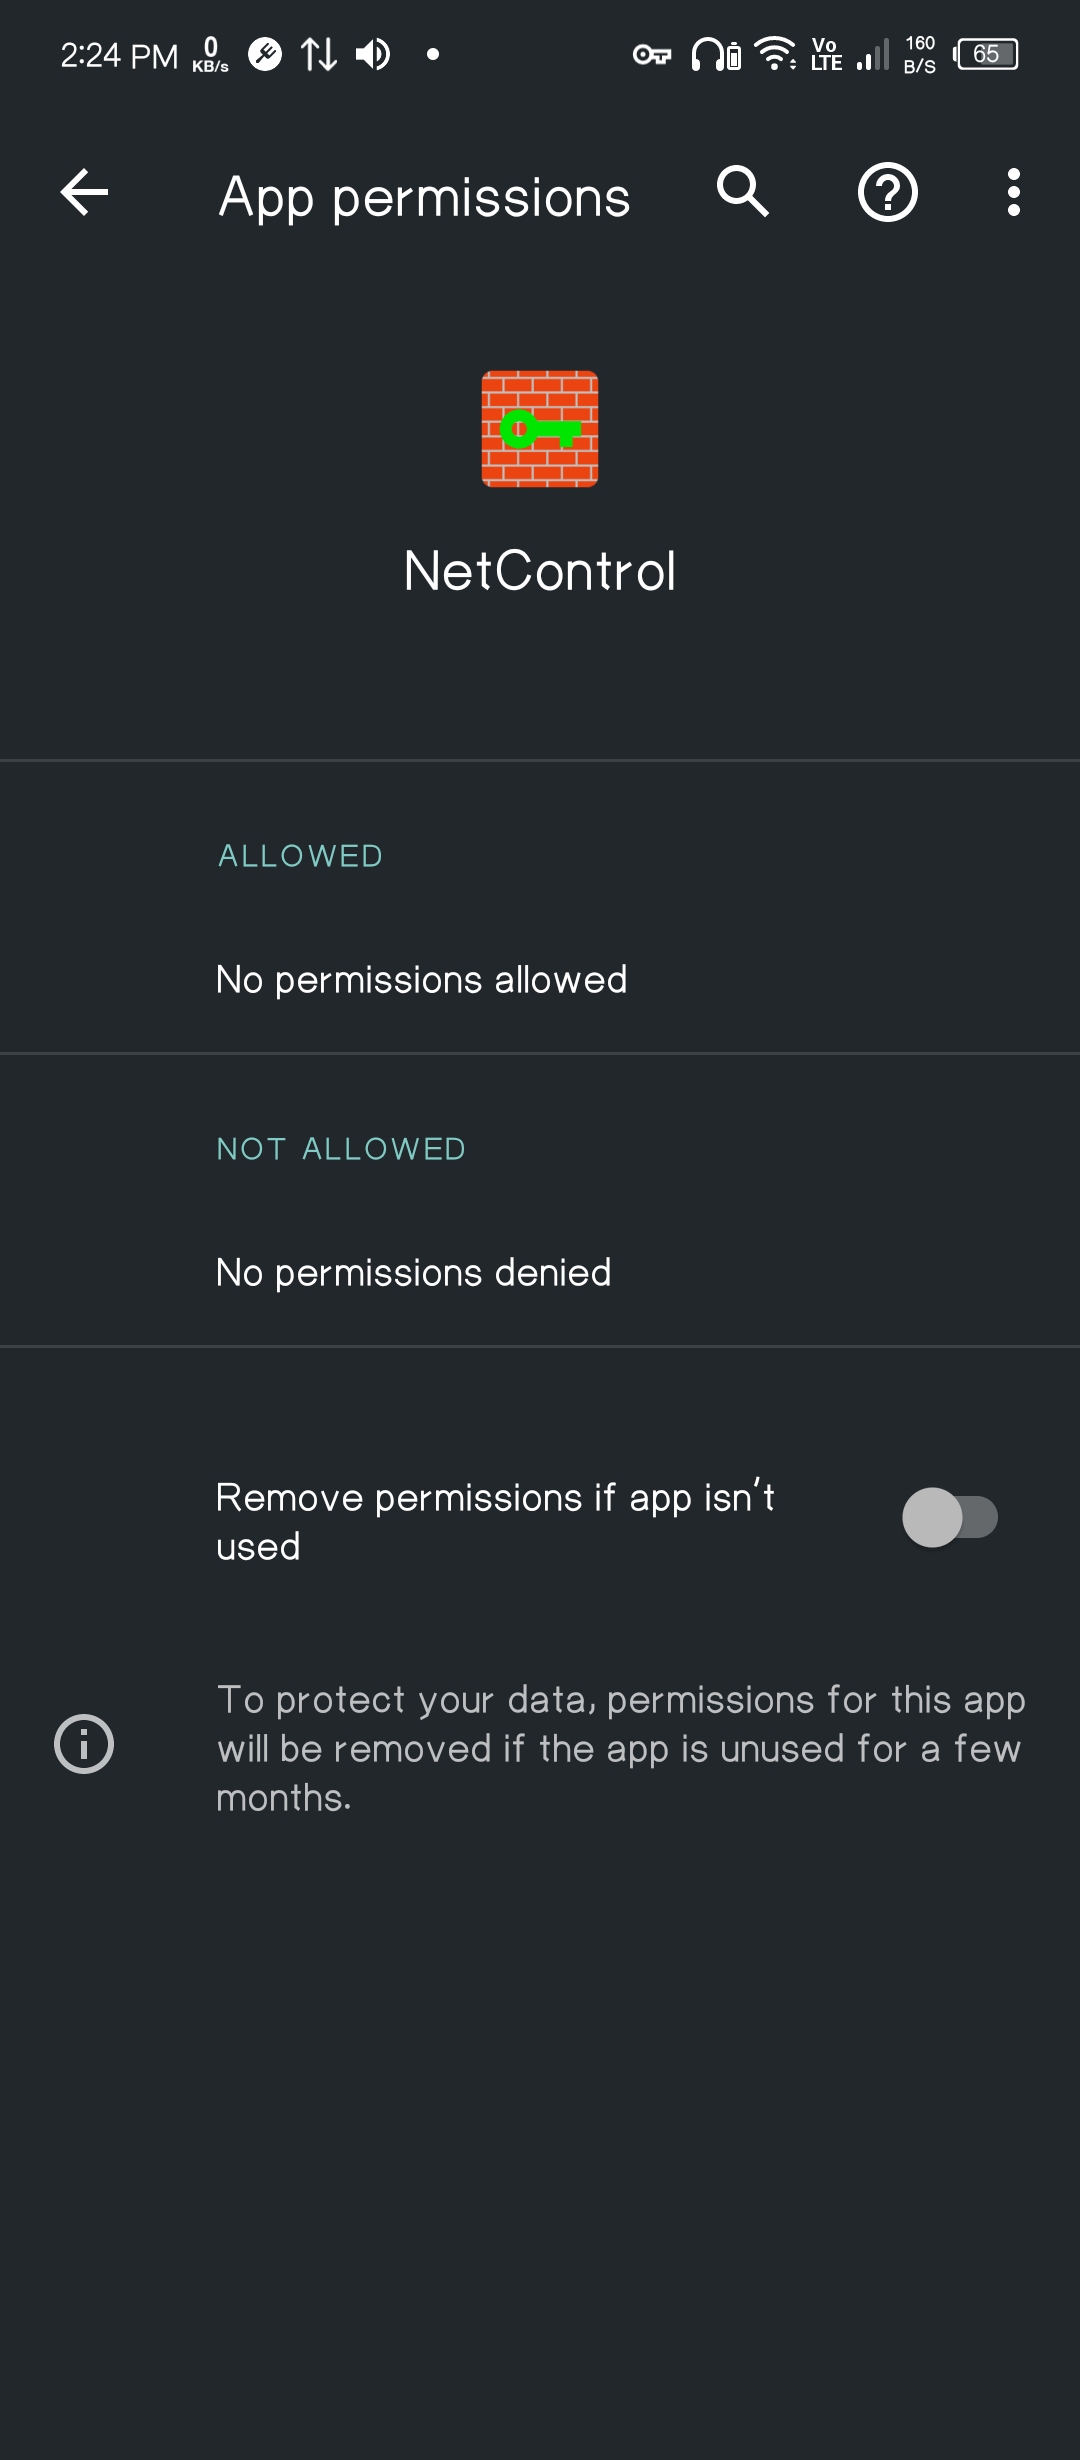 2:24 PM 0 KB/s Vo LTE 160 B/S 65
App permissions
NetControl
ALLOWED
No permissions allowed
NOT ALLOWED
No permissions denied
Remove permissions if app isn't
used
To protect your data, permissions for this app
will be removed if the app is unused for a few
months.